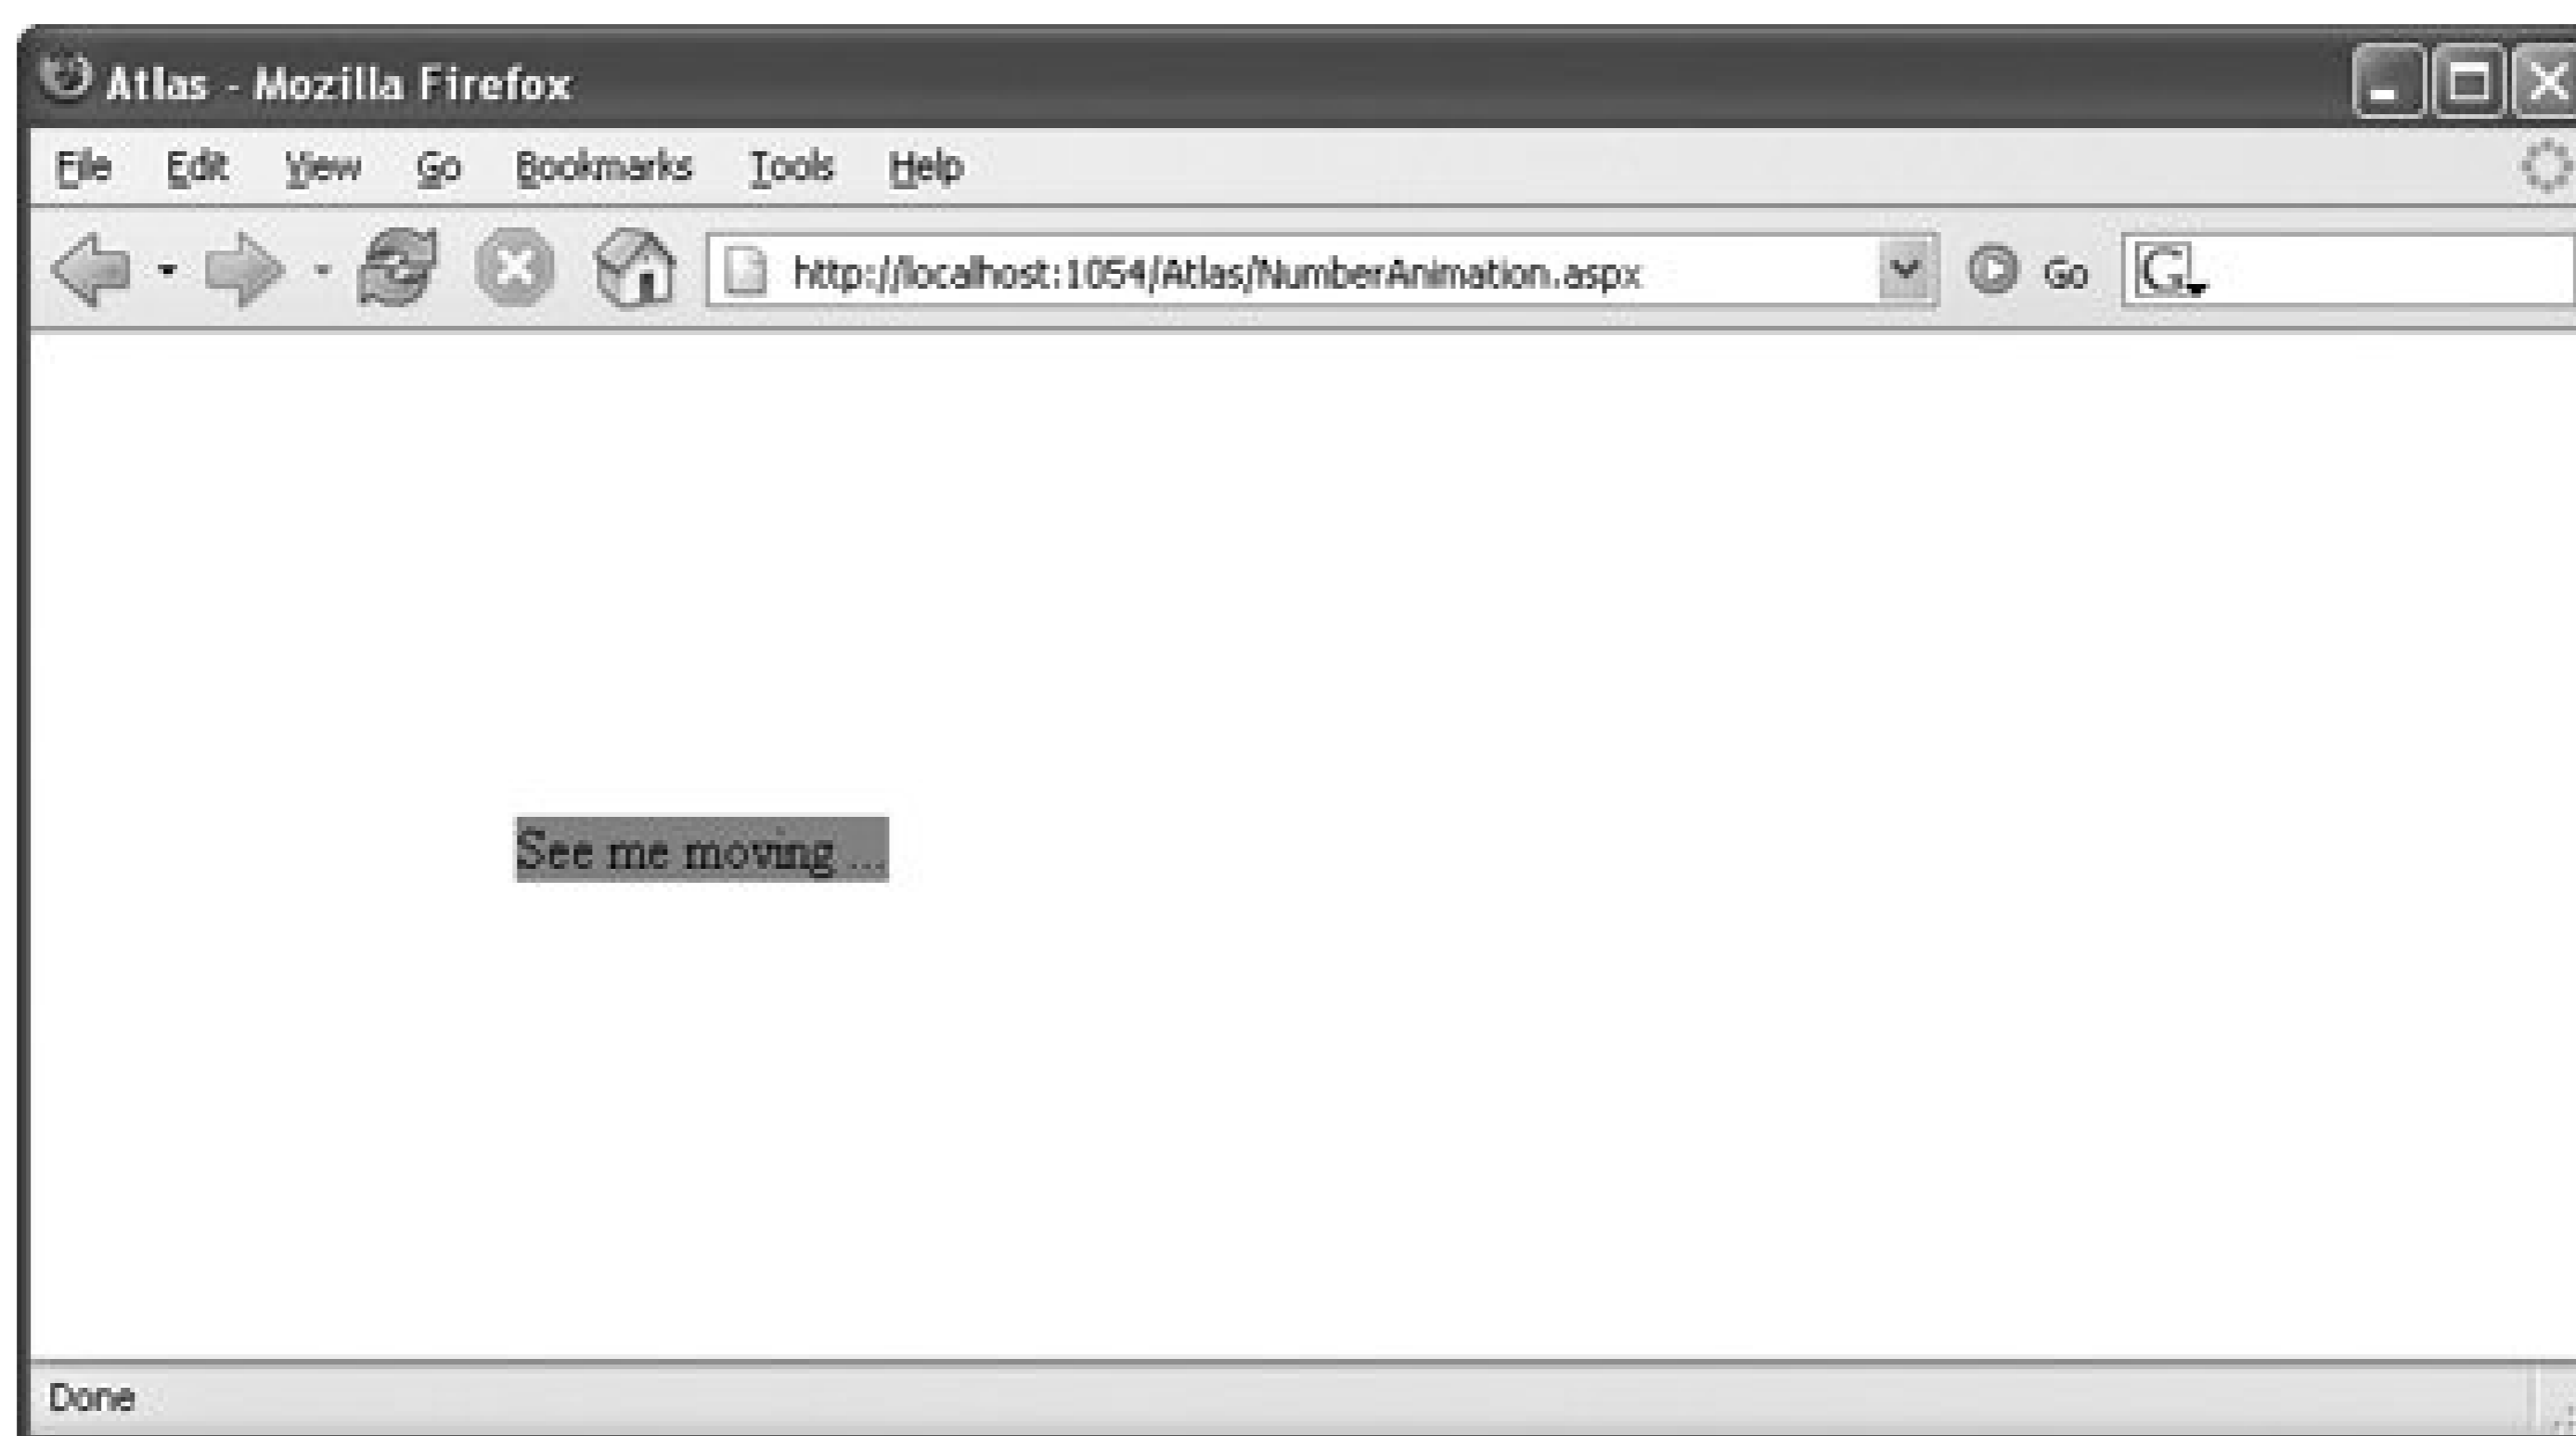 Atlas - Mozilla Firefox
File Edit View Go Bookmarks Tools Help
http://localhost:1054/Atlas/NumberAnimation.aspx Go G
See me moving ...
Done